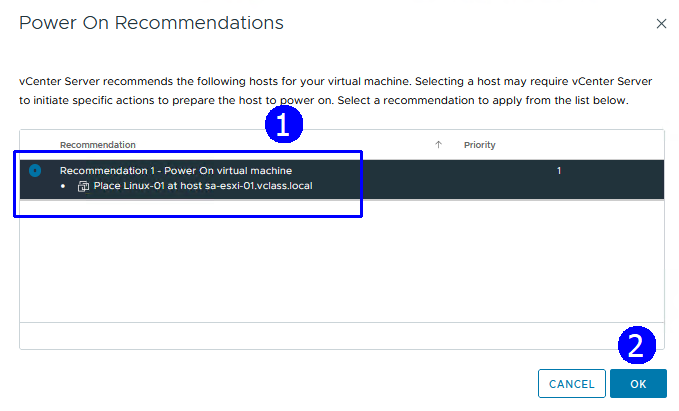 Power On Recommendations
vCenter Server recommends the following hosts for your virtual machine. Selecting a host may require vCenter Server
to initiate specific actions to prepare the host to power on. Select a recommendation to apply from the list below.
1
Recommendation Priority
Recommendation 1 - Power On virtual machine 1
• Place Linux-01 at host sa-esxi-01.vclass.local
2
CANCEL OK